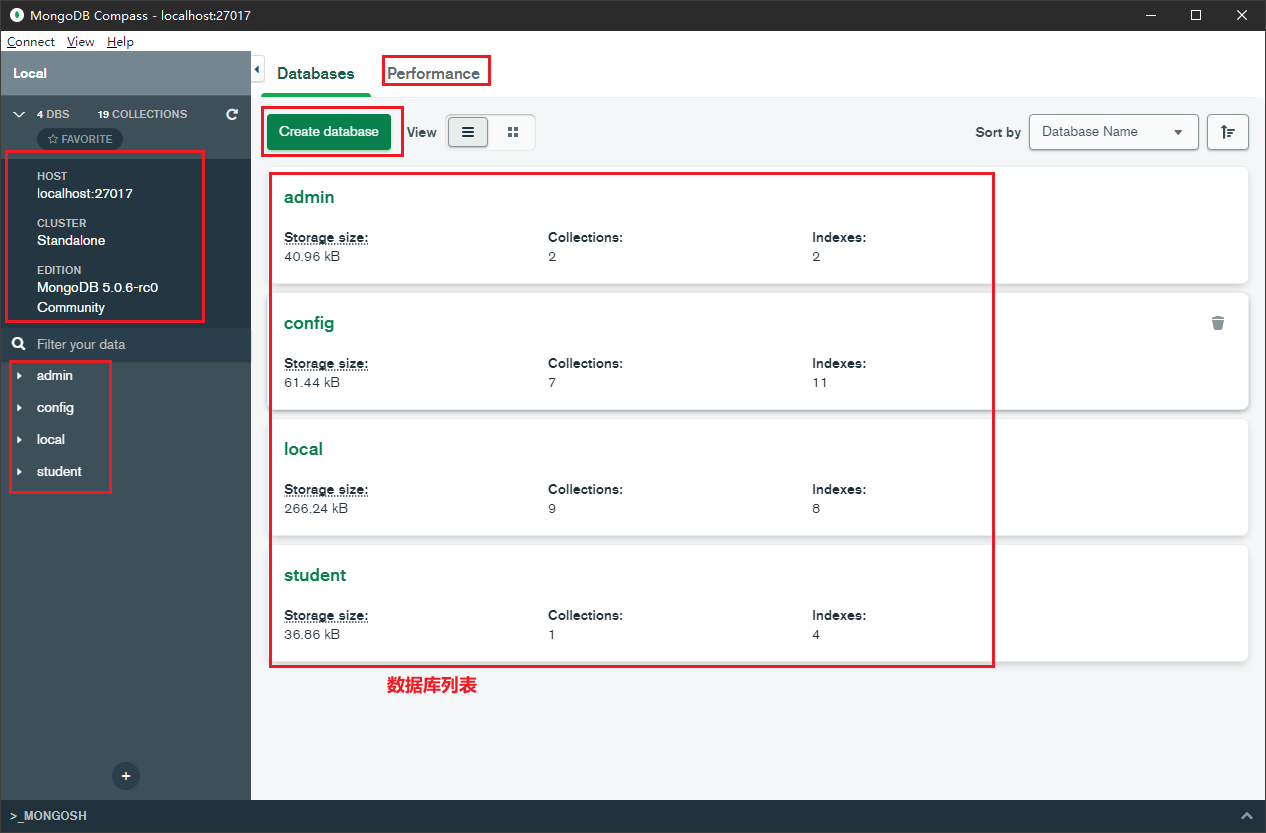 MongoDB Compass - localhost:27017
Connect View Help
Local
4 DBS 19 COLLECTIONS
FAVORITE
HOST
localhost:27017
CLUSTER
Standalone
EDITION
MongoDB 5.0.6-rc0
Community
Filter your data
admin
config
local
student
Databases Performance
Create database View Sort by Database Name
admin
Storage size: Collections: Indexes:
40.96 kB 2 2
config
Storage size: Collections: Indexes:
61.44 kB 7 11
local
Storage size: Collections: Indexes:
266.24 kB 9 8
student
Storage size: Collections: Indexes:
36.86 kB 1 4
数据库列表
>_MONGOSH